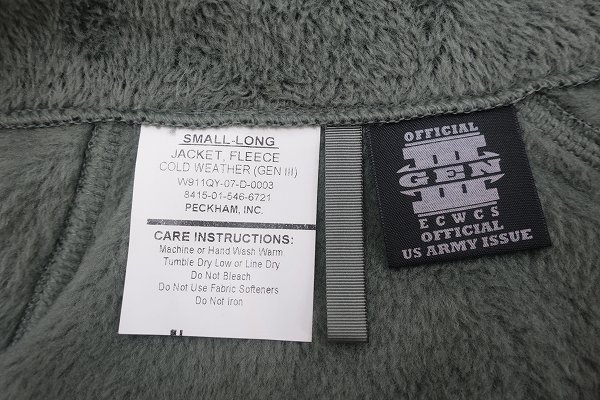 SMALL-LONG
JACKET, FLEECE
COLD WEATHER (GEN III)
W911QY-07-D-0003
8415-01-546-6721
PECKHAM, INC.
CARE INSTRUCTIONS:
Machine or Hand Wash Warm
Tumble Dry Low or Line Dry
Do Not Bleach
Do Not Use Fabric Softeners
Do Not Iron
OFFICIAL
III
GEN
ECWCS
OFFICIAL
US ARMY ISSUE